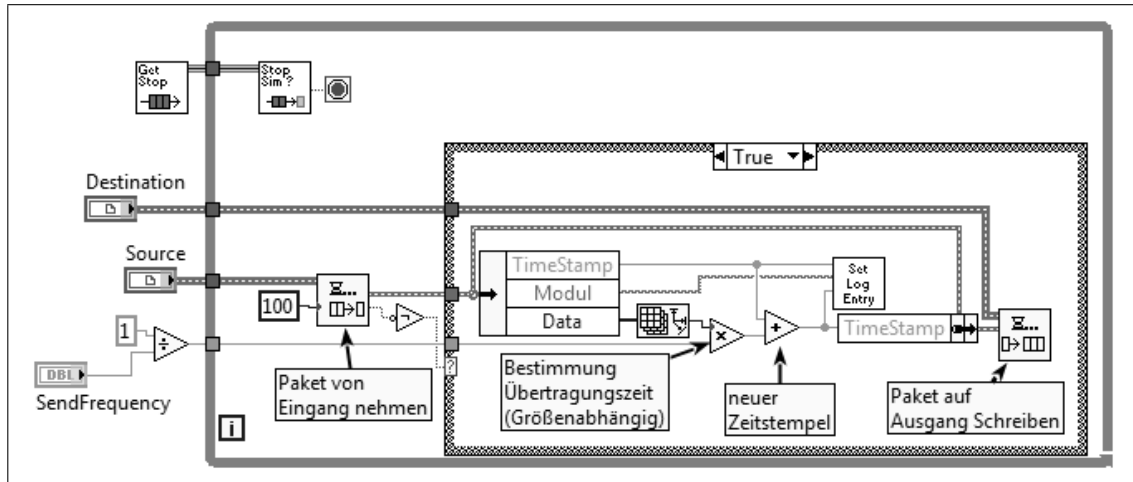 Get
Stop
Stop
Sim ?
True
Destination
Source
TimeStamp
Modul
Data
Set
Log
Entry
100
TimeStamp
1
DBL
SendFrequency
Paket von
Eingang nehmen
Bestimmung
Übertragungszeit
(Größenabhängig)
neuer
Zeitstempel
Paket auf
Ausgang Schreiben
?
i